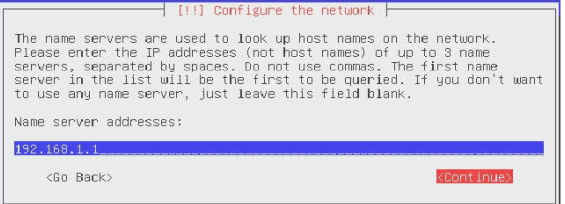 [!!] Configure the network
The name servers are used to look up host names on the network.
Please enter the IP addresses (not host names) of up to 3 name
servers, separated by spaces. Do not use commas. The first name
server in the list will be the first to be queried. If you don't want
to use any name server, just leave this field blank.
Name server addresses:
192.168.1.1
<Go Back> <Continue>